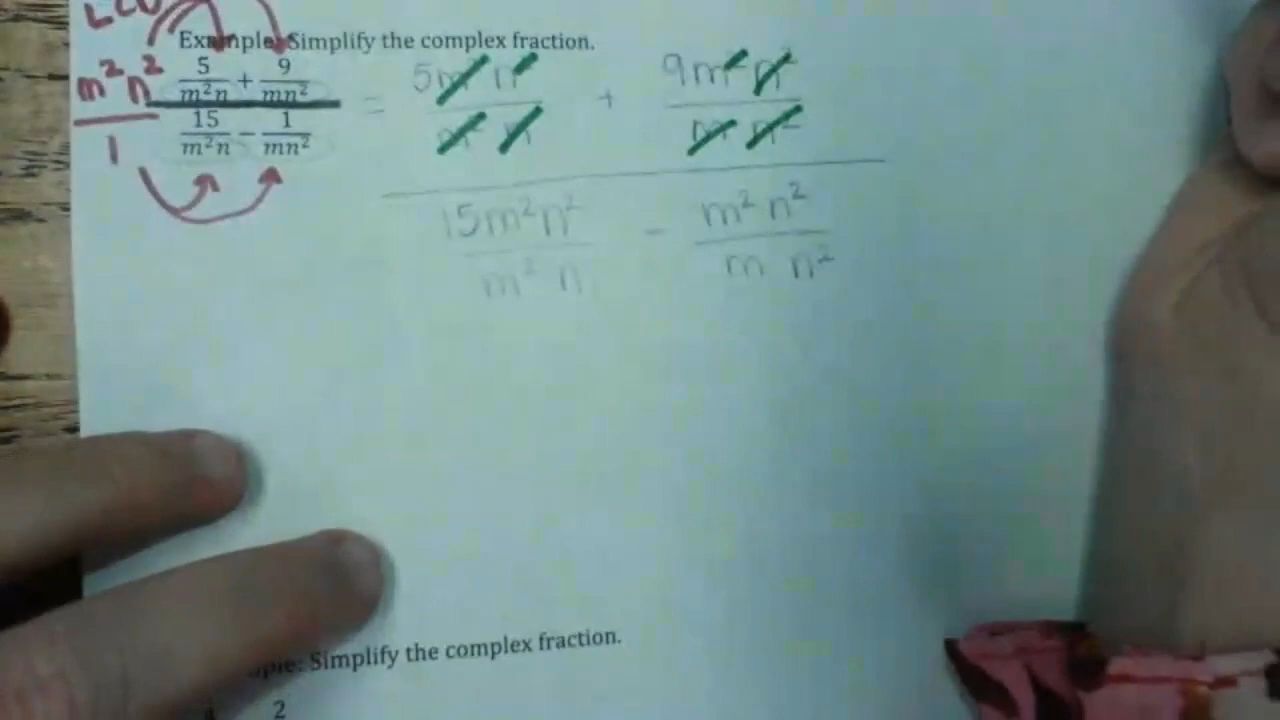 LCD
Example: Simplify the complex fraction.
m²n² / 1
5/m²n + 9/mn²
15/m²n − 1/mn²
= 5m²n²/m²n + 9m²n²/mn²
15m²n²/m²n − m²n²/mn²
Simplify the complex fraction.
2